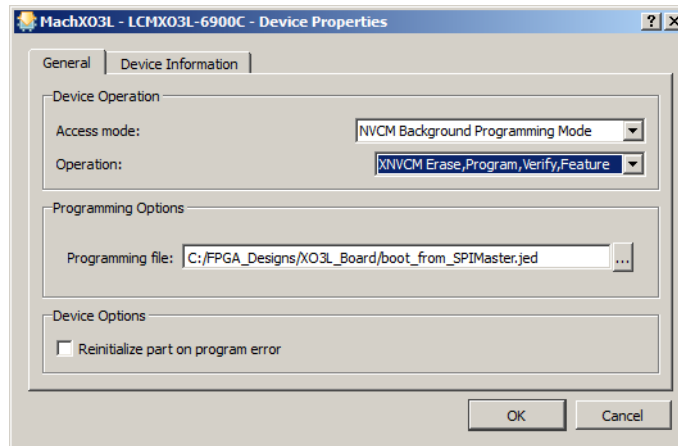 MachXO3L - LCMXO3L-6900C - Device Properties
General Device Information
Device Operation
Access mode: NVCM Background Programming Mode
Operation: XNVCM Erase,Program,Verify,Feature
Programming Options
Programming file: C:/FPGA_Designs/XO3L_Board/boot_from_SPIMaster.jed ...
Device Options
Reinitialize part on program error
OK Cancel